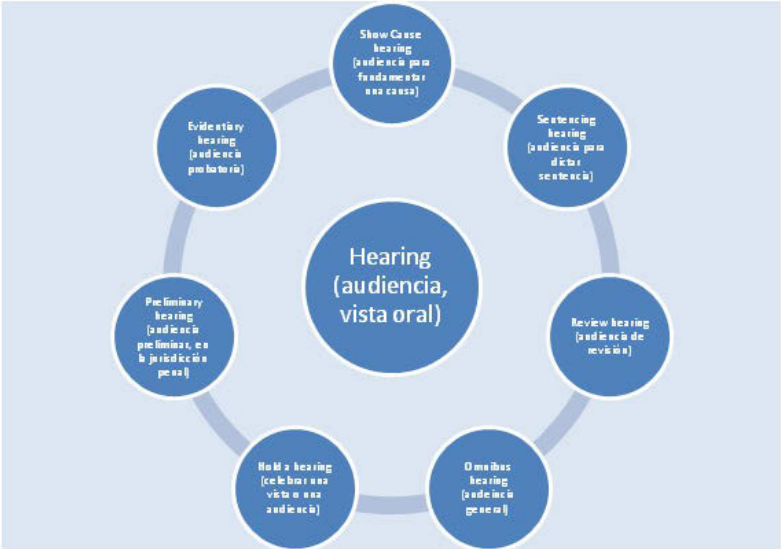 Show Cause
hearing
(audiencia para
fundamentar
una causa)
Sentencing
hearing
(audiencia para
dictar
sentencia)
Review hearing
(audiencia de
revisión)
Omnibus
hearing
(audeincia
general)
Hold a hearing
(celebrar una
vista o una
audiencia)
Preliminary
hearing
(audiencia
preliminar, en
la jurisdicción
penal)
Evidentiary
hearing
(audiencia
probatoria)
Hearing
(audiencia,
vista oral)